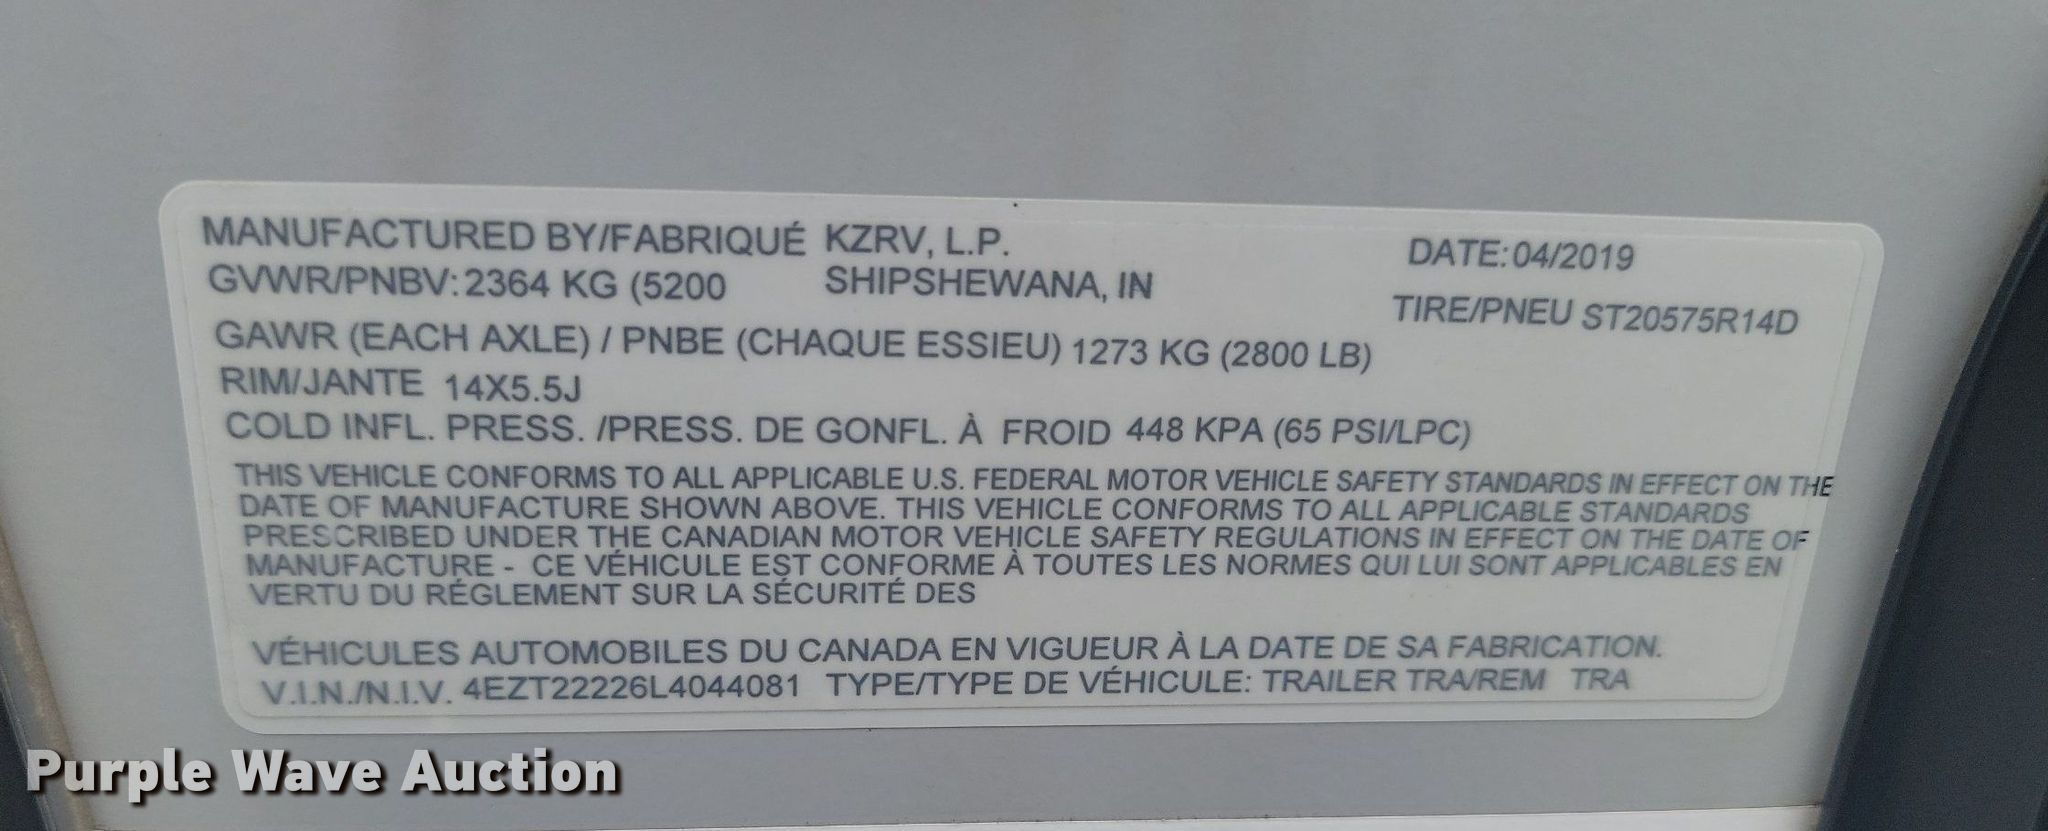 MANUFACTURED BY/FABRIQUÉ KZRV, L.P. DATE: 04/2019
GVWR/PNBV: 2364 KG (5200 SHIPSHEWANA, IN
TIRE/PNEU ST20575R14D
GAWR (EACH AXLE) / PNBE (CHAQUE ESSIEU) 1273 KG (2800 LB)
RIM/JANTE 14X5.5J
COLD INFL. PRESS. /PRESS. DE GONFL. À FROID 448 KPA (65 PSI/LPC)
THIS VEHICLE CONFORMS TO ALL APPLICABLE U.S. FEDERAL MOTOR VEHICLE SAFETY STANDARDS IN EFFECT ON THE
DATE OF MANUFACTURE SHOWN ABOVE. THIS VEHICLE CONFORMS TO ALL APPLICABLE STANDARDS
PRESCRIBED UNDER THE CANADIAN MOTOR VEHICLE SAFETY REGULATIONS IN EFFECT ON THE DATE OF
MANUFACTURE - CE VÉHICULE EST CONFORME À TOUTES LES NORMES QUI LUI SONT APPLICABLES EN
VERTU DU RÉGLEMENT SUR LA SÉCURITÉ DES
VÉHICULES AUTOMOBILES DU CANADA EN VIGUEUR À LA DATE DE SA FABRICATION.
V.I.N./N.I.V. 4EZT22226L4044081 TYPE/TYPE DE VÉHICULE: TRAILER TRA/REM TRA
Purple Wave Auction